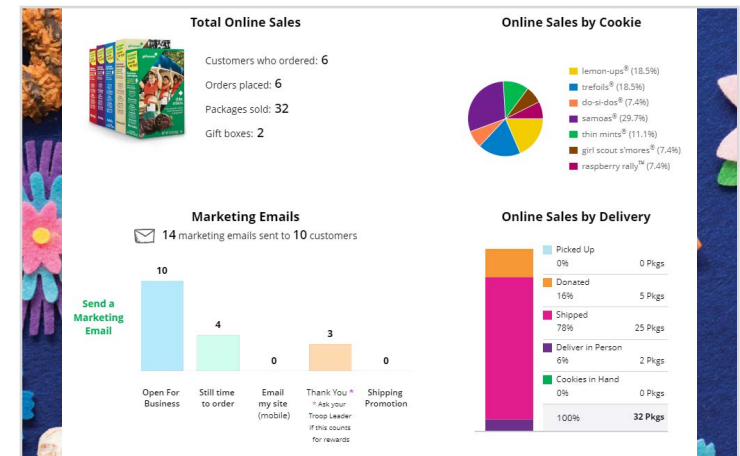 Total Online Sales
Customers who ordered: 6
Orders placed: 6
Packages sold: 32
Gift boxes: 2
Online Sales by Cookie
lemon-ups® (18.5%)
trefoils® (18.5%)
do-si-dos® (7.4%)
samoas® (29.7%)
thin mints® (11.1%)
girl scout s'mores® (7.4%)
raspberry rally™ (7.4%)
Marketing Emails
14 marketing emails sent to 10 customers
Send a
Marketing
Email
10
4
0
3
0
Open For
Business
Still time
to order
Email
my site
(mobile)
Thank You *
* Ask your
Troop Leader
if this counts
for rewards
Shipping
Promotion
Online Sales by Delivery
Picked Up
0% 0 Pkgs
Donated
16% 5 Pkgs
Shipped
78% 25 Pkgs
Deliver in Person
6% 2 Pkgs
Cookies in Hand
0% 0 Pkgs
100% 32 Pkgs